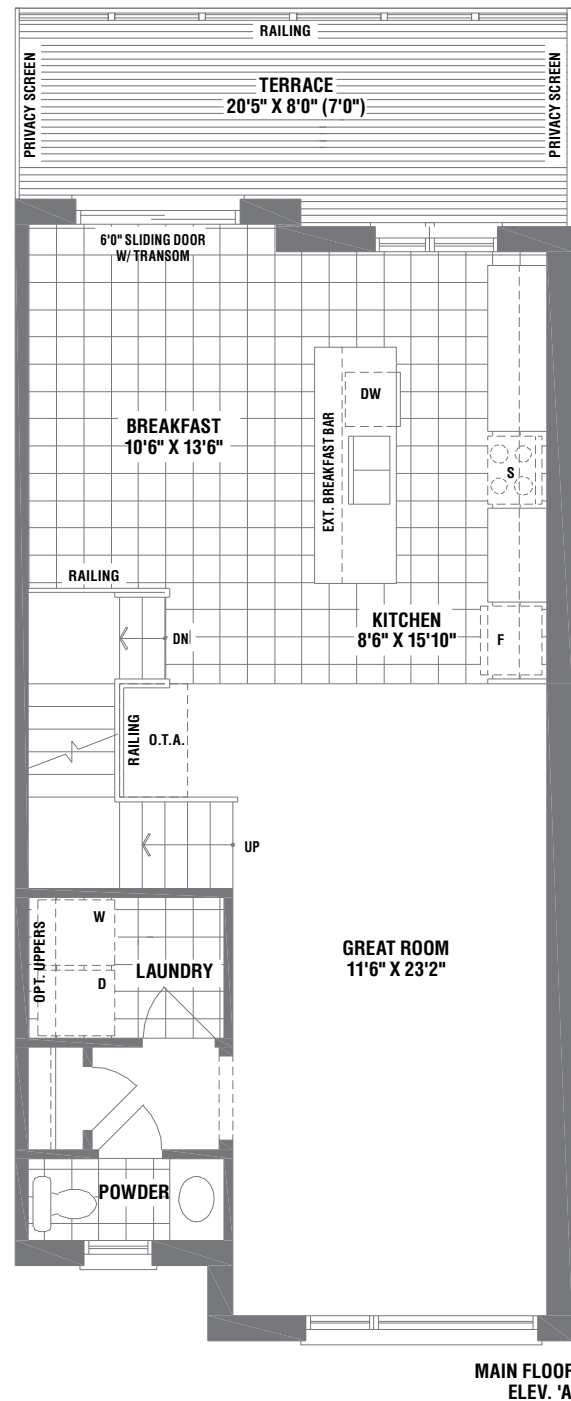 RAILING
PRIVACY SCREEN
PRIVACY SCREEN
TERRACE
20'5" X 8'0" (7'0")
6'0" SLIDING DOOR
W/ TRANSOM
DW
BREAKFAST
10'6" X 13'6"
EXT. BREAKFAST BAR
S
RAILING
KITCHEN
8'6" X 15'10"
DN
F
RAILING
O.T.A.
UP
W
OPT. UPPERS
LAUNDRY
D
GREAT ROOM
11'6" X 23'2"
POWDER
MAIN FLOOR
ELEV. 'A